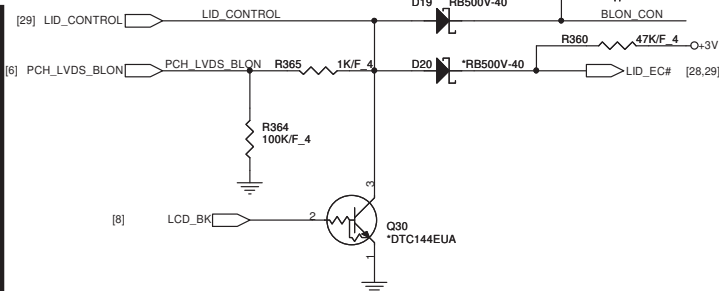 D19 RB500V-40
[29] LID_CONTROL LID_CONTROL BLON_CON
R360 47K/F_4 +3V
[6] PCH_LVDS_BLON PCH_LVDS_BLON R365 1K/F_4 D20 *RB500V-40 LID_EC# [28,29]
R364
100K/F_4
3
[8] LCD_BK 2
Q30
*DTC144EUA
1